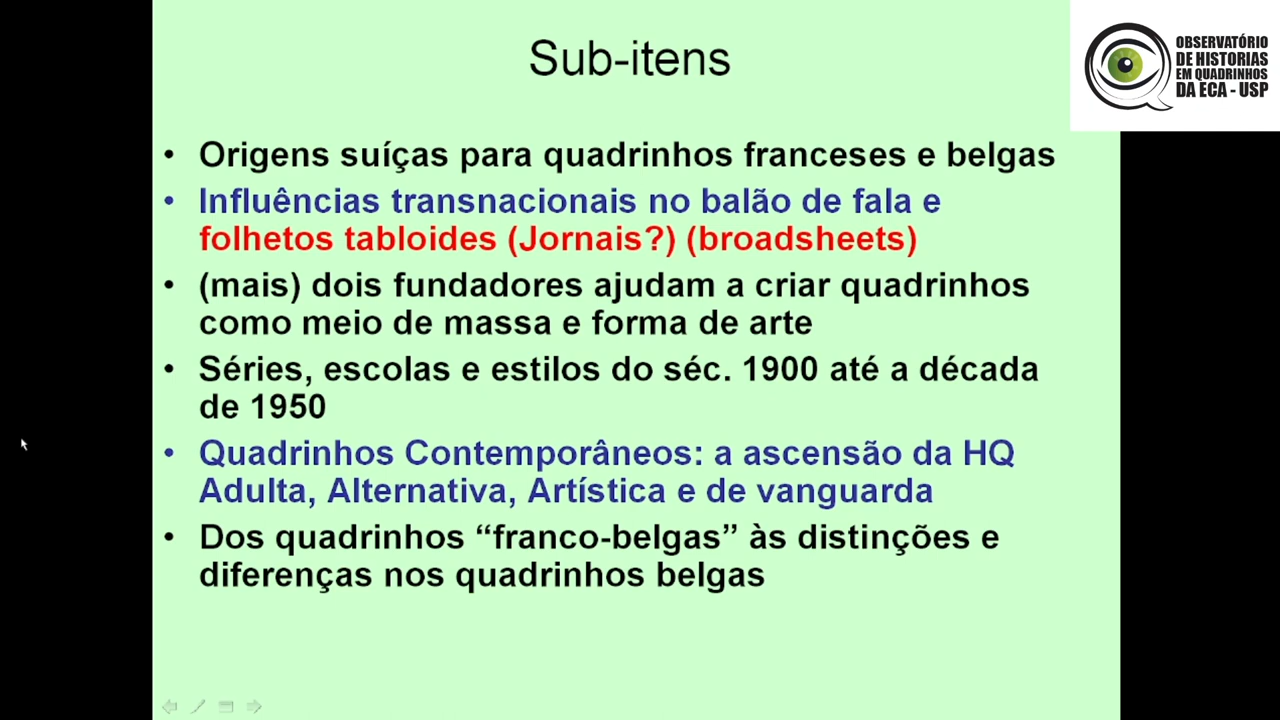 Sub-itens
OBSERVATÓRIO
DE HISTORIAS
EM QUADRINHOS
DA ECA - USP
• Origens suíças para quadrinhos franceses e belgas
• Influências transnacionais no balão de fala e
folhetos tabloides (Jornais?) (broadsheets)
• (mais) dois fundadores ajudam a criar quadrinhos
como meio de massa e forma de arte
• Séries, escolas e estilos do séc. 1900 até a década
de 1950
• Quadrinhos Contemporâneos: a ascensão da HQ
Adulta, Alternativa, Artística e de vanguarda
• Dos quadrinhos “franco-belgas” às distinções e
diferenças nos quadrinhos belgas